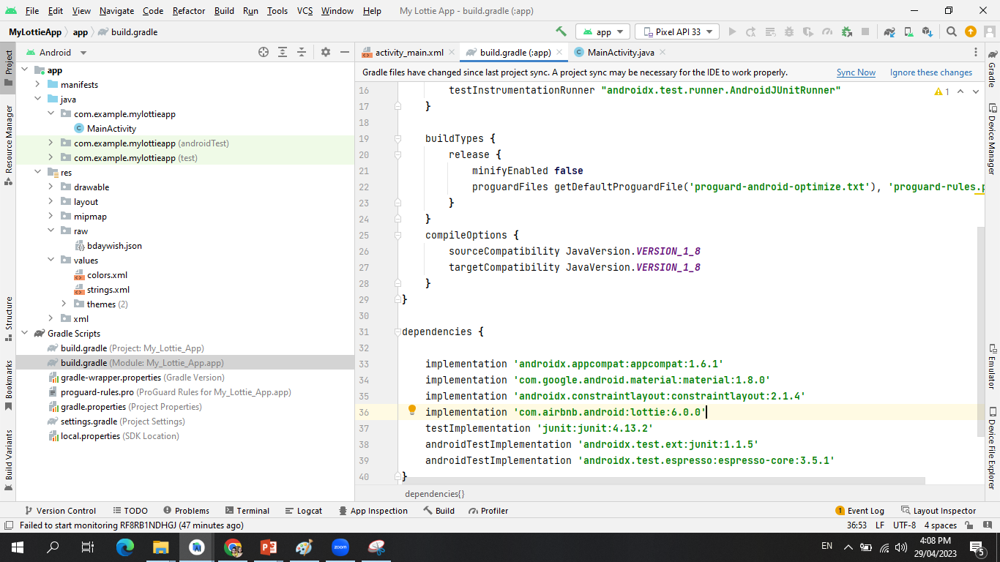 File Edit View Navigate Code Refactor Build Run Tools VCS Window Help My Lottie App - build.gradle (:app)
MyLottieApp app build.gradle
app Pixel API 33
Project
Android
activity_main.xml build.gradle (:app) MainActivity.java
Gradle files have changed since last project sync. A project sync may be necessary for the IDE to work properly. Sync Now Ignore these changes
app
manifests
java
com.example.mylottieapp
MainActivity
com.example.mylottieapp (androidTest)
com.example.mylottieapp (test)
res
drawable
layout
mipmap
raw
bdaywish.json
values
colors.xml
strings.xml
themes (2)
xml
Gradle Scripts
build.gradle (Project: My_Lottie_App)
build.gradle (Module: My_Lottie_App.app)
gradle-wrapper.properties (Gradle Version)
proguard-rules.pro (ProGuard Rules for My_Lottie_App.app)
gradle.properties (Project Properties)
settings.gradle (Project Settings)
local.properties (SDK Location)
Resource Manager
Structure
Bookmarks
Build Variants
16 testInstrumentationRunner "androidx.test.runner.AndroidJUnitRunner"
1
17 }
18
19 buildTypes {
20 release {
21 minifyEnabled false
22 proguardFiles getDefaultProguardFile('proguard-android-optimize.txt'), 'proguard-rules.p
23 }
24 }
25 compileOptions {
26 sourceCompatibility JavaVersion.VERSION_1_8
27 targetCompatibility JavaVersion.VERSION_1_8
28 }
29 }
30
31 dependencies {
32
33 implementation 'androidx.appcompat:appcompat:1.6.1'
34 implementation 'com.google.android.material:material:1.8.0'
35 implementation 'androidx.constraintlayout:constraintlayout:2.1.4'
36 implementation 'com.airbnb.android:lottie:6.0.0'
37 testImplementation 'junit:junit:4.13.2'
38 androidTestImplementation 'androidx.test.ext:junit:1.1.5'
39 androidTestImplementation 'androidx.test.espresso:espresso-core:3.5.1'
40 }
dependencies{}
Gradle
Device Manager
Emulator
Device File Explorer
Version Control TODO Problems Terminal Logcat App Inspection Build Profiler 1 Event Log Layout Inspector
Failed to start monitoring RF8RB1NDHGJ (47 minutes ago) 36:53 LF UTF-8 4 spaces
zoom
EN
4:08 PM
29/04/2023
5